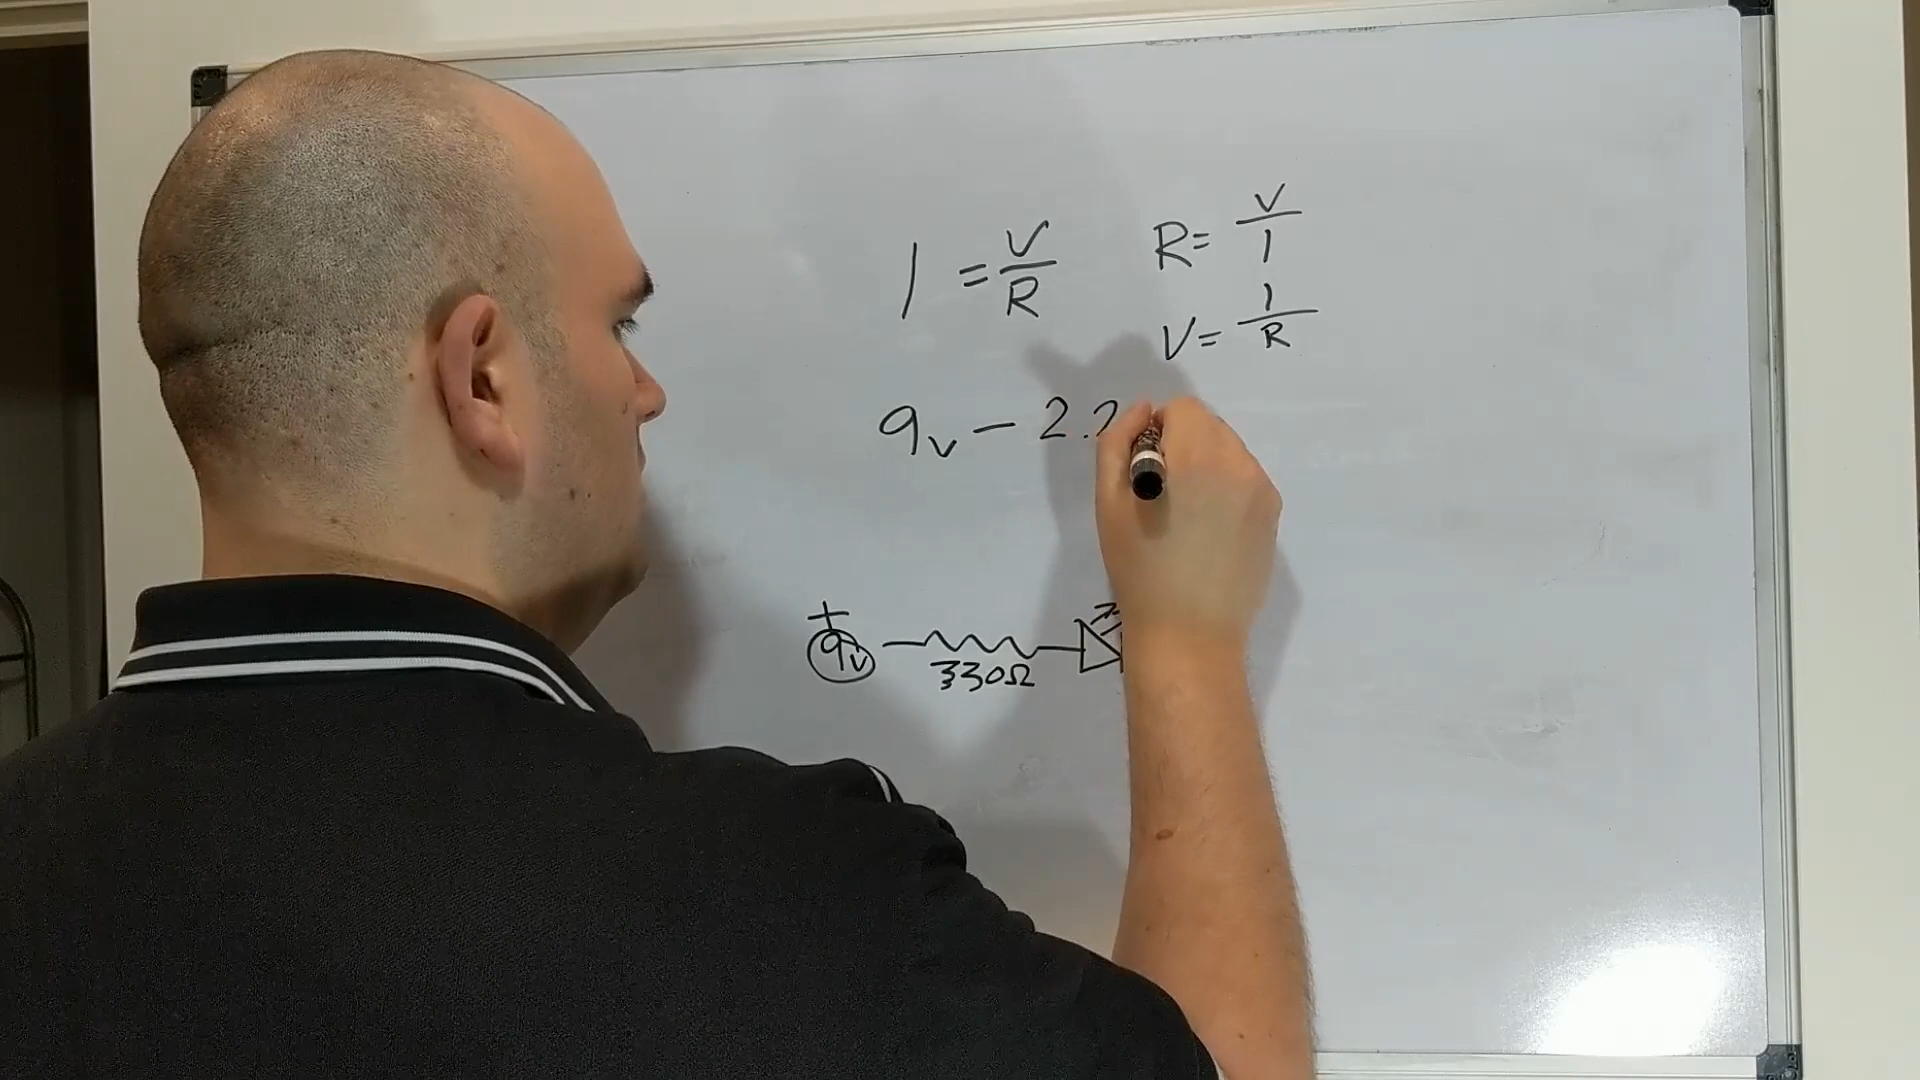 I = V/R
R = V/I
V = I/R
9v - 2.2
+
9v
330Ω